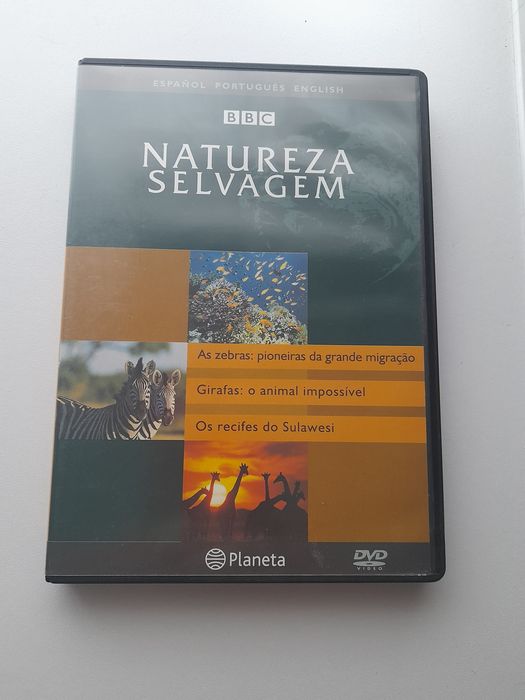 ESPAÑOL PORTUGUÊS ENGLISH
BBC
NATUREZA
SELVAGEM
As zebras: pioneiras da grande migração
Girafas: o animal impossível
Os recifes do Sulawesi
Planeta
DVD
VIDEO